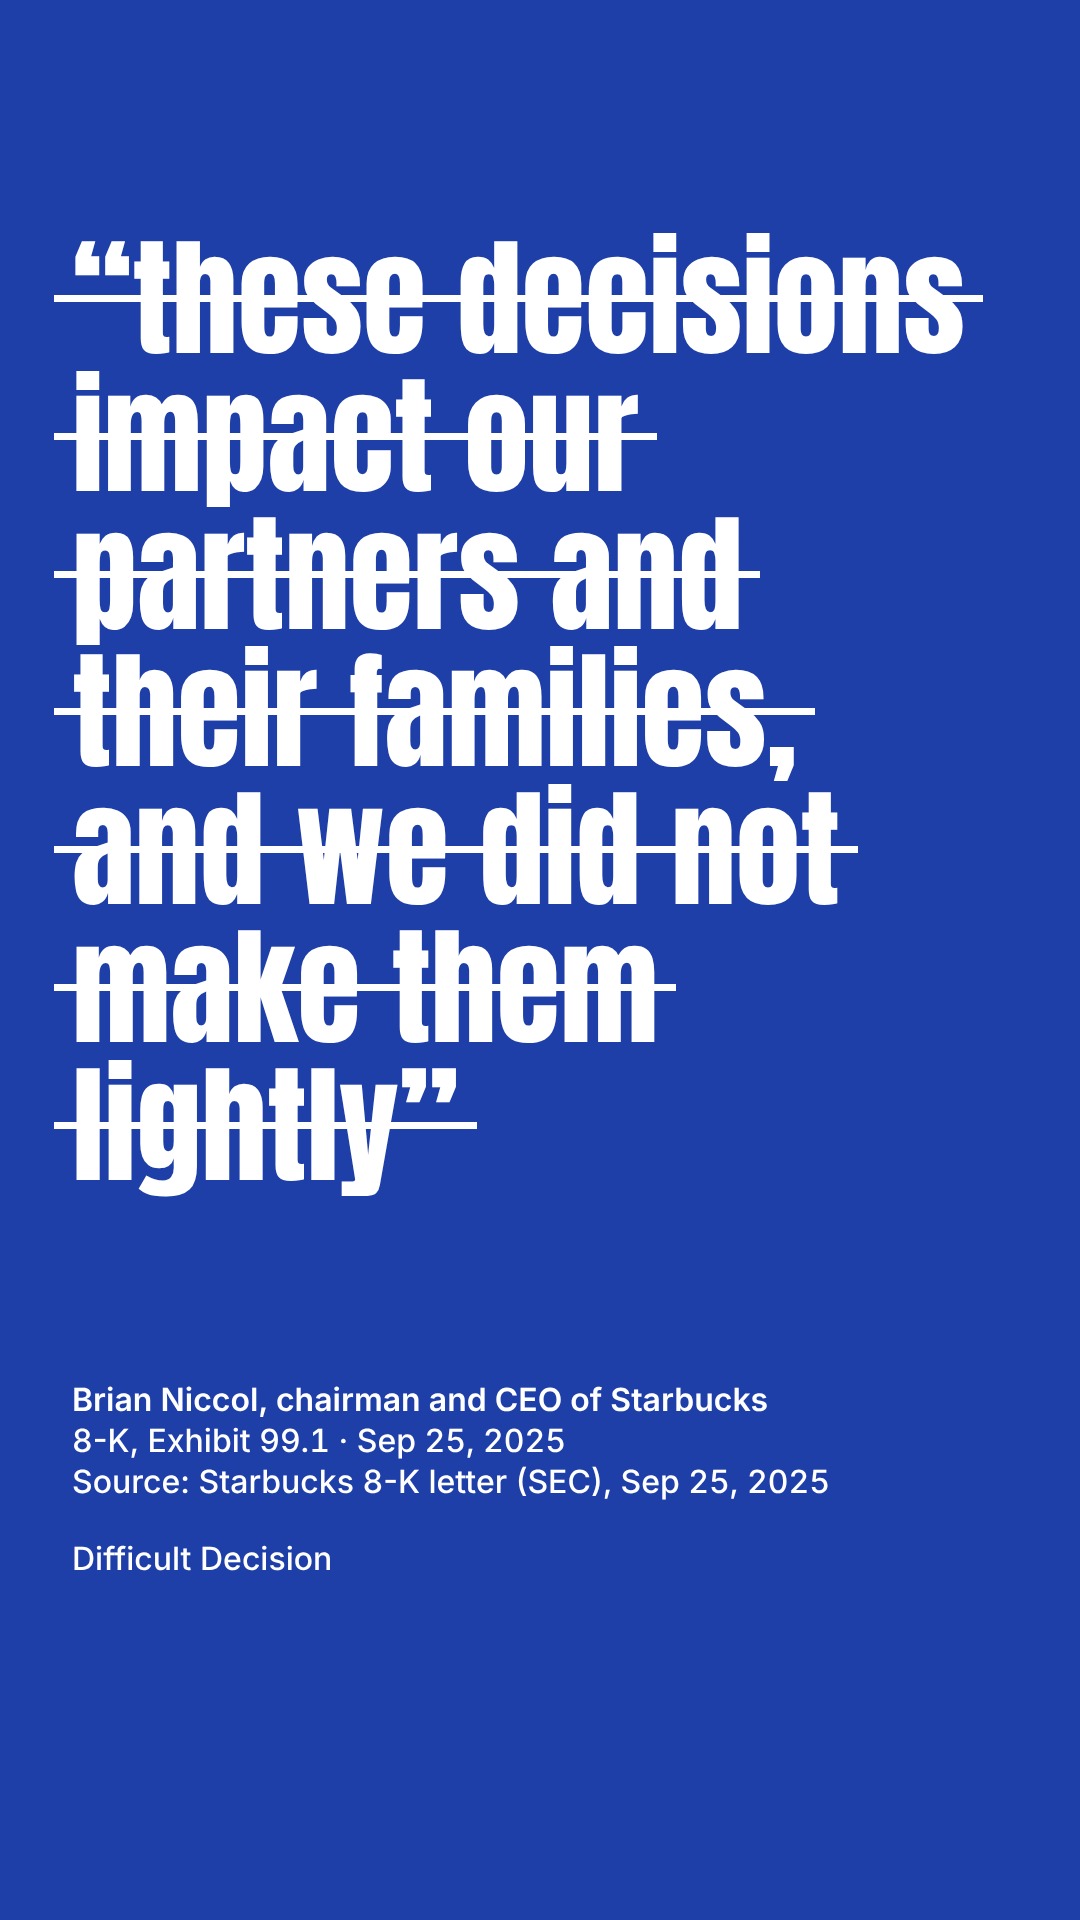 “these decisions
impact our
partners and
their families,
and we did not
make them
lightly”
Brian Niccol, chairman and CEO of Starbucks
8-K, Exhibit 99.1 · Sep 25, 2025
Source: Starbucks 8-K letter (SEC), Sep 25, 2025
Difficult Decision